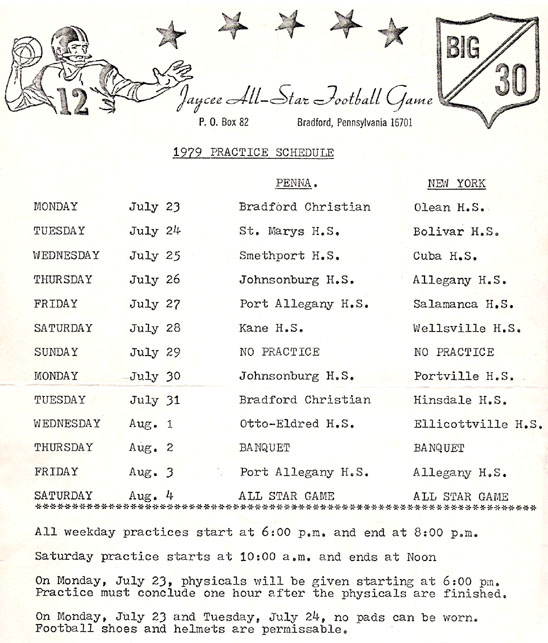 12
Jaycee All-Star Football Game
BIG
30
P. O. Box 82 Bradford, Pennsylvania 16701
1979 PRACTICE SCHEDULE
PENNA. NEW YORK
MONDAY July 23 Bradford Christian Olean H.S.
TUESDAY July 24 St. Marys H.S. Bolivar H.S.
WEDNESDAY July 25 Smethport H.S. Cuba H.S.
THURSDAY July 26 Johnsonburg H.S. Allegany H.S.
FRIDAY July 27 Port Allegany H.S. Salamanca H.S.
SATURDAY July 28 Kane H.S. Wellsville H.S.
SUNDAY July 29 NO PRACTICE NO PRACTICE
MONDAY July 30 Johnsonburg H.S. Portville H.S.
TUESDAY July 31 Bradford Christian Hinsdale H.S.
WEDNESDAY Aug. 1 Otto-Eldred H.S. Ellicottville H.S.
THURSDAY Aug. 2 BANQUET BANQUET
FRIDAY Aug. 3 Port Allegany H.S. Allegany H.S.
SATURDAY Aug. 4 ALL STAR GAME ALL STAR GAME
All weekday practices start at 6:00 p.m. and end at 8:00 p.m.
Saturday practice starts at 10:00 a.m. and ends at Noon
On Monday, July 23, physicals will be given starting at 6:00 pm.
Practice must conclude one hour after the physicals are finished.
On Monday, July 23 and Tuesday, July 24, no pads can be worn.
Football shoes and helmets are permissable.